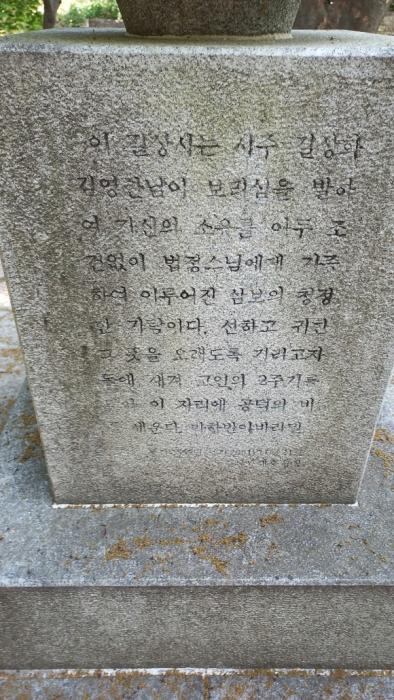 이 길상사는 시주 길상화
김영한님이 보리심을 발하
여 자신의 소유를 아무 조
건없이 법정스님에게 기증
하여 이루어진 삼보의 청정
한 가람이다. 선하고 귀한
그 뜻을 오래도록 기리고자
돌에 새겨 고인의 2주기를
이 자리에 공덕의 비
세운다. 마하반야바라밀